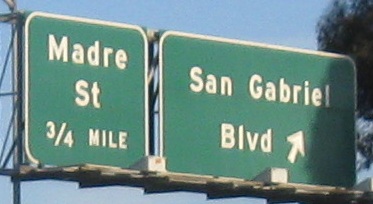 Madre
St
3/4 MILE
San Gabriel
Blvd